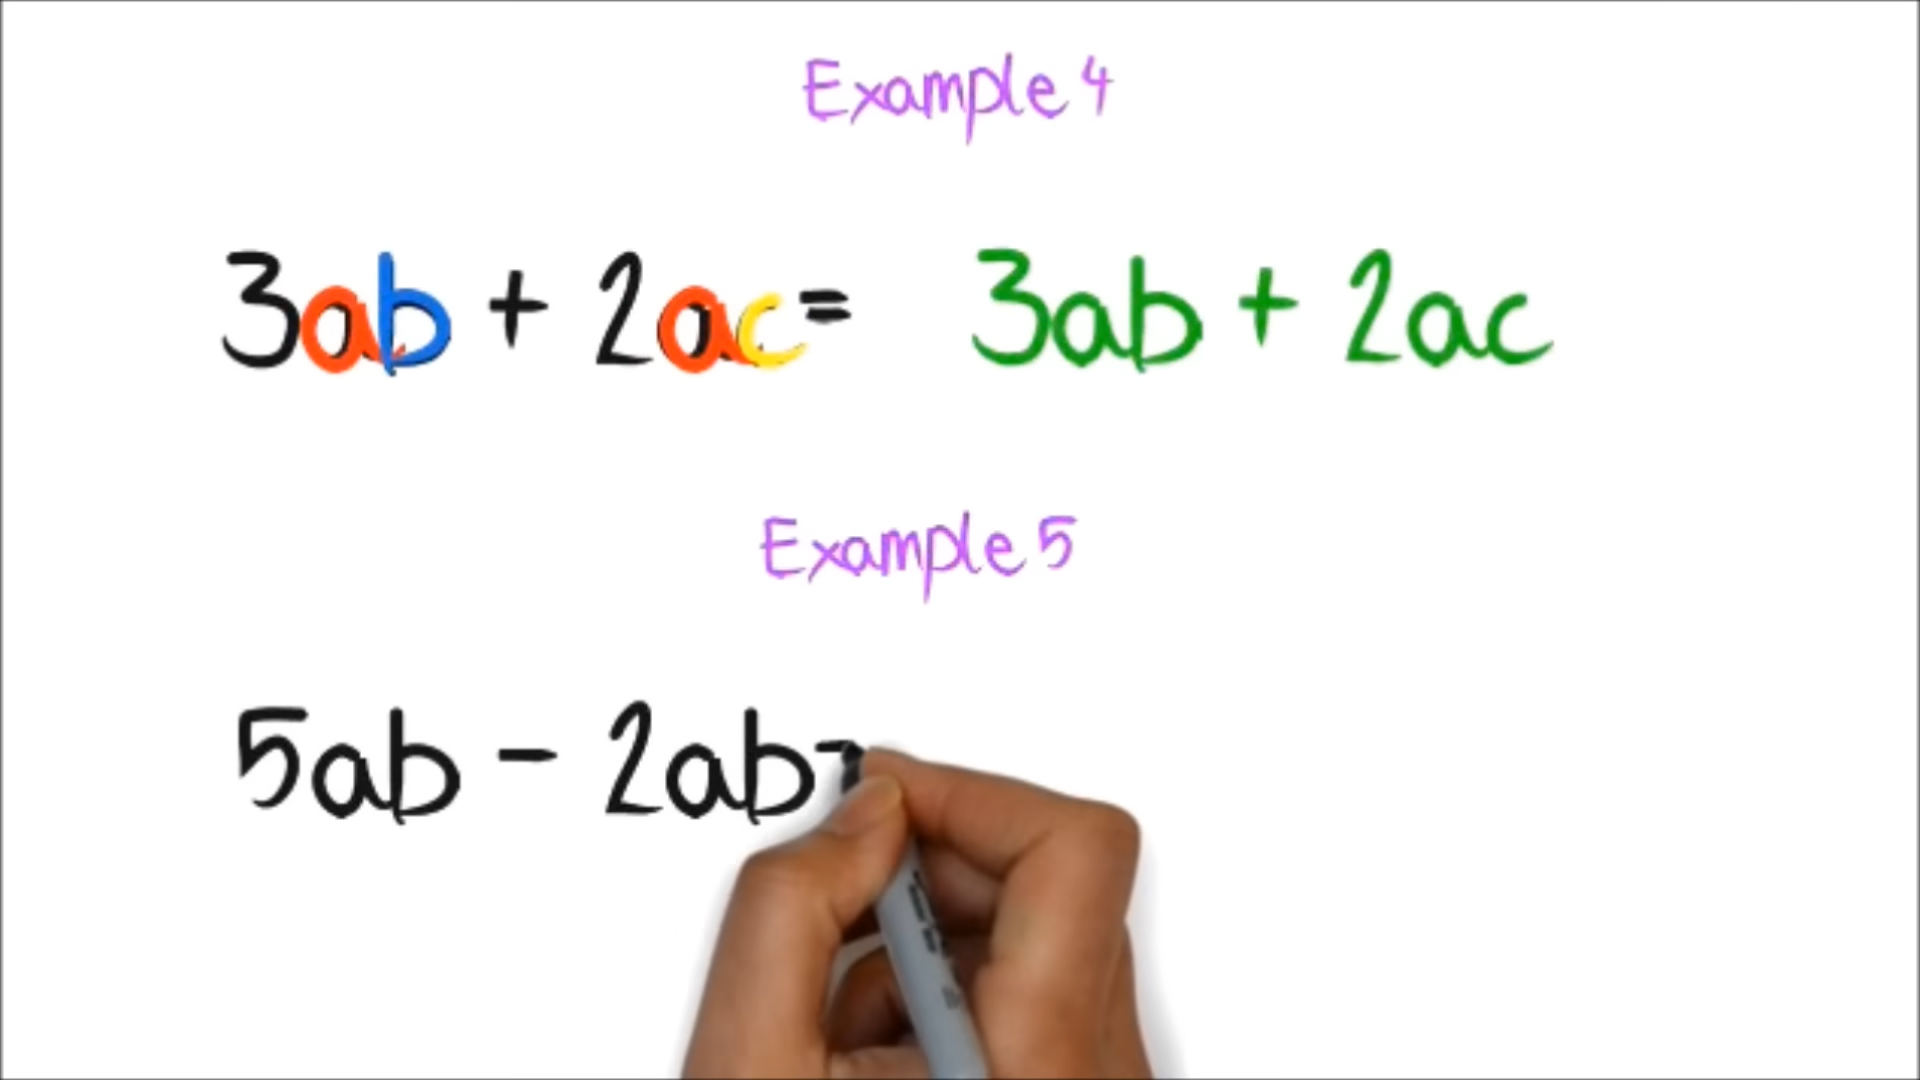 Example 4
3ab + 2ac = 3ab + 2ac
Example 5
5ab - 2ab=